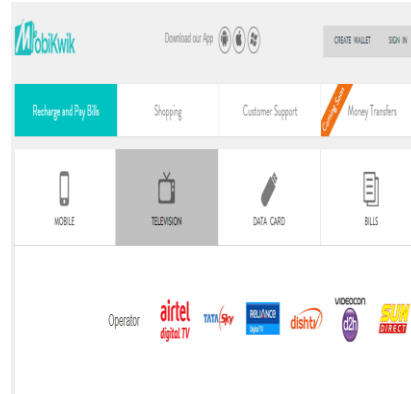 MobiKwik
Download our App
CREATE WALLET SIGN IN
Recharge and Pay Bills Shopping Customer Support Coming Soon Money Transfers
MOBILE TELEVISION DATA CARD BILLS
Operator airtel digital TV TATA Sky RELIANCE Digital TV dishtv VIDEOCON d2h SUN DIRECT